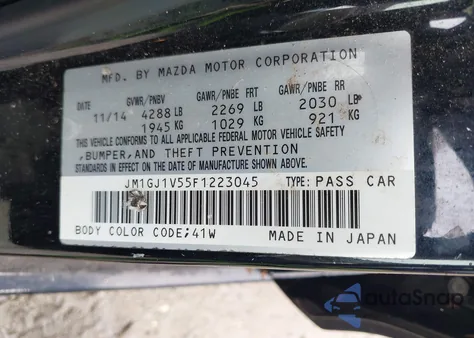 MFD. BY MAZDA MOTOR CORPORATION
GVWR/PNBV GAWR/PNBE FRT GAWR/PNBE RR
11/14 4288 LB 2269 LB 2030 LB
1945 KG 1029 KG 921 KG
THIS VEHICLE CONFORMS TO ALL APPLICABLE FEDERAL MOTOR VEHICLE SAFETY,
BUMPER, AND THEFT PREVENTION
STANDARDS IN EFFECT ON THE DATE OF MANUFACTURE SHOWN ABOVE.
JM1GJ1V55F1223045 TYPE: PASS CAR
BODY COLOR CODE;41W MADE IN JAPAN
AutoSnap